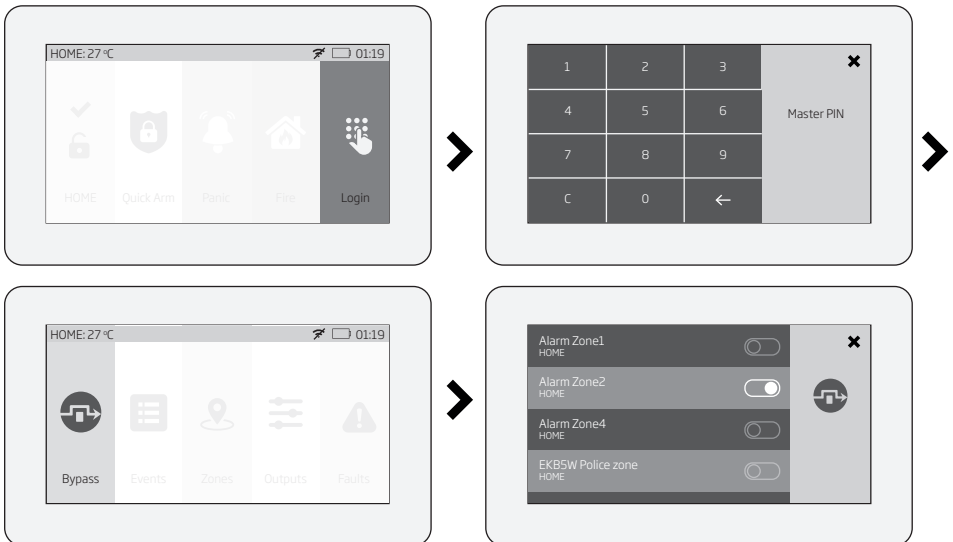 HOME: 27 ºC 01:19
HOME Quick Arm Panic Fire Login
1 2 3
4 5 6
7 8 9
C 0
Master PIN
HOME: 27 ºC 01:19
Bypass Events Zones Outputs Faults
Alarm Zone1
HOME
Alarm Zone2
HOME
Alarm Zone4
HOME
EKB5W Police zone
HOME